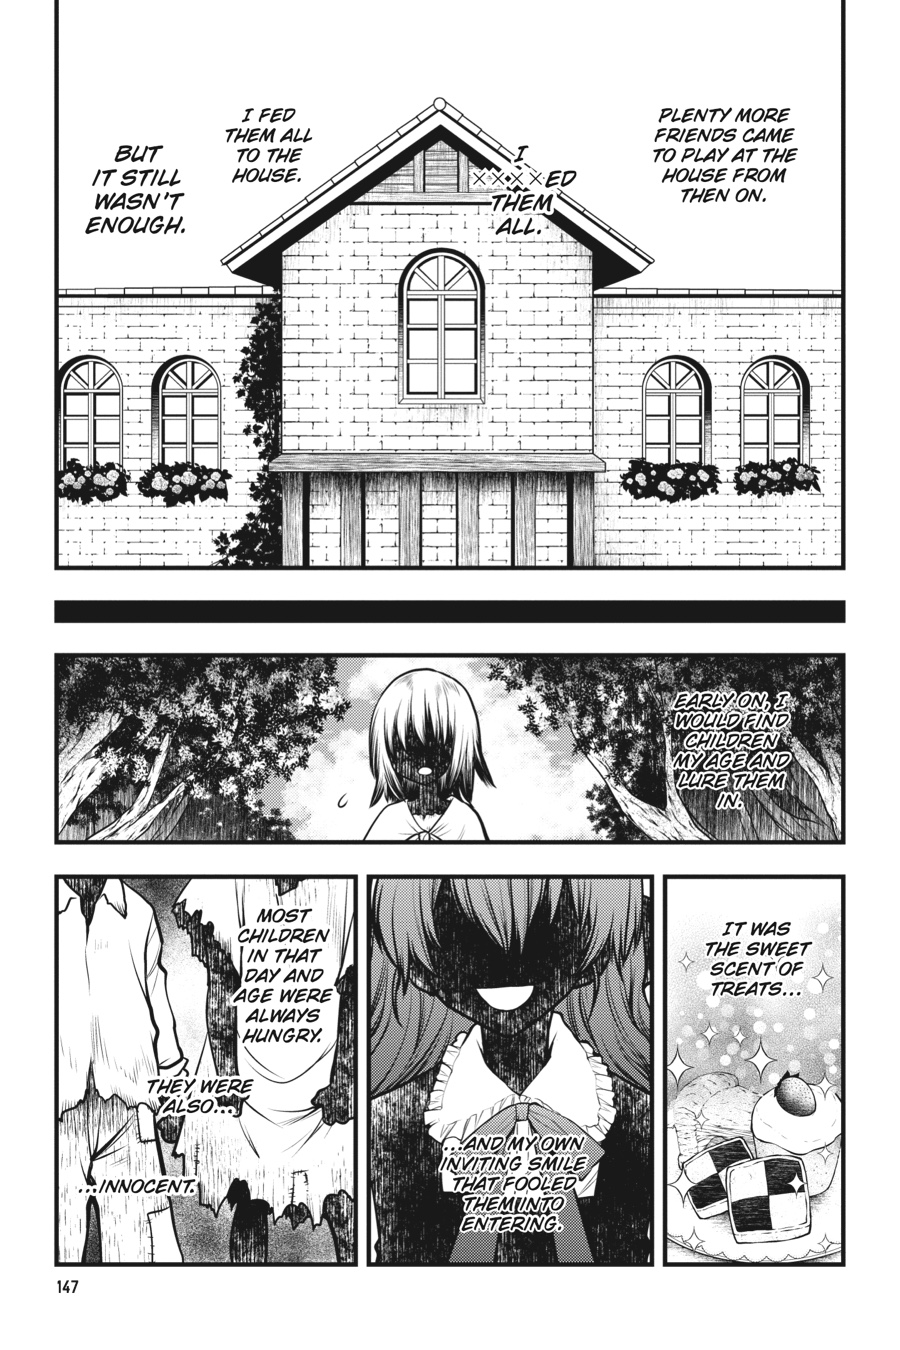 PLENTY MORE
FRIENDS CAME
TO PLAY AT THE
HOUSE FROM
THEN ON.
I
××××ED
THEM
ALL.
I FED
THEM ALL
TO THE
HOUSE.
BUT
IT STILL
WASN'T
ENOUGH.
EARLY ON, I
WOULD FIND
CHILDREN
MY AGE AND
LURE THEM
IN.
IT WAS
THE SWEET
SCENT OF
TREATS...
...AND MY OWN
INVITING SMILE
THAT FOOLED
THEM INTO
ENTERING.
MOST
CHILDREN
IN THAT
DAY AND
AGE WERE
ALWAYS
HUNGRY.
THEY WERE
ALSO...
...INNOCENT.
147